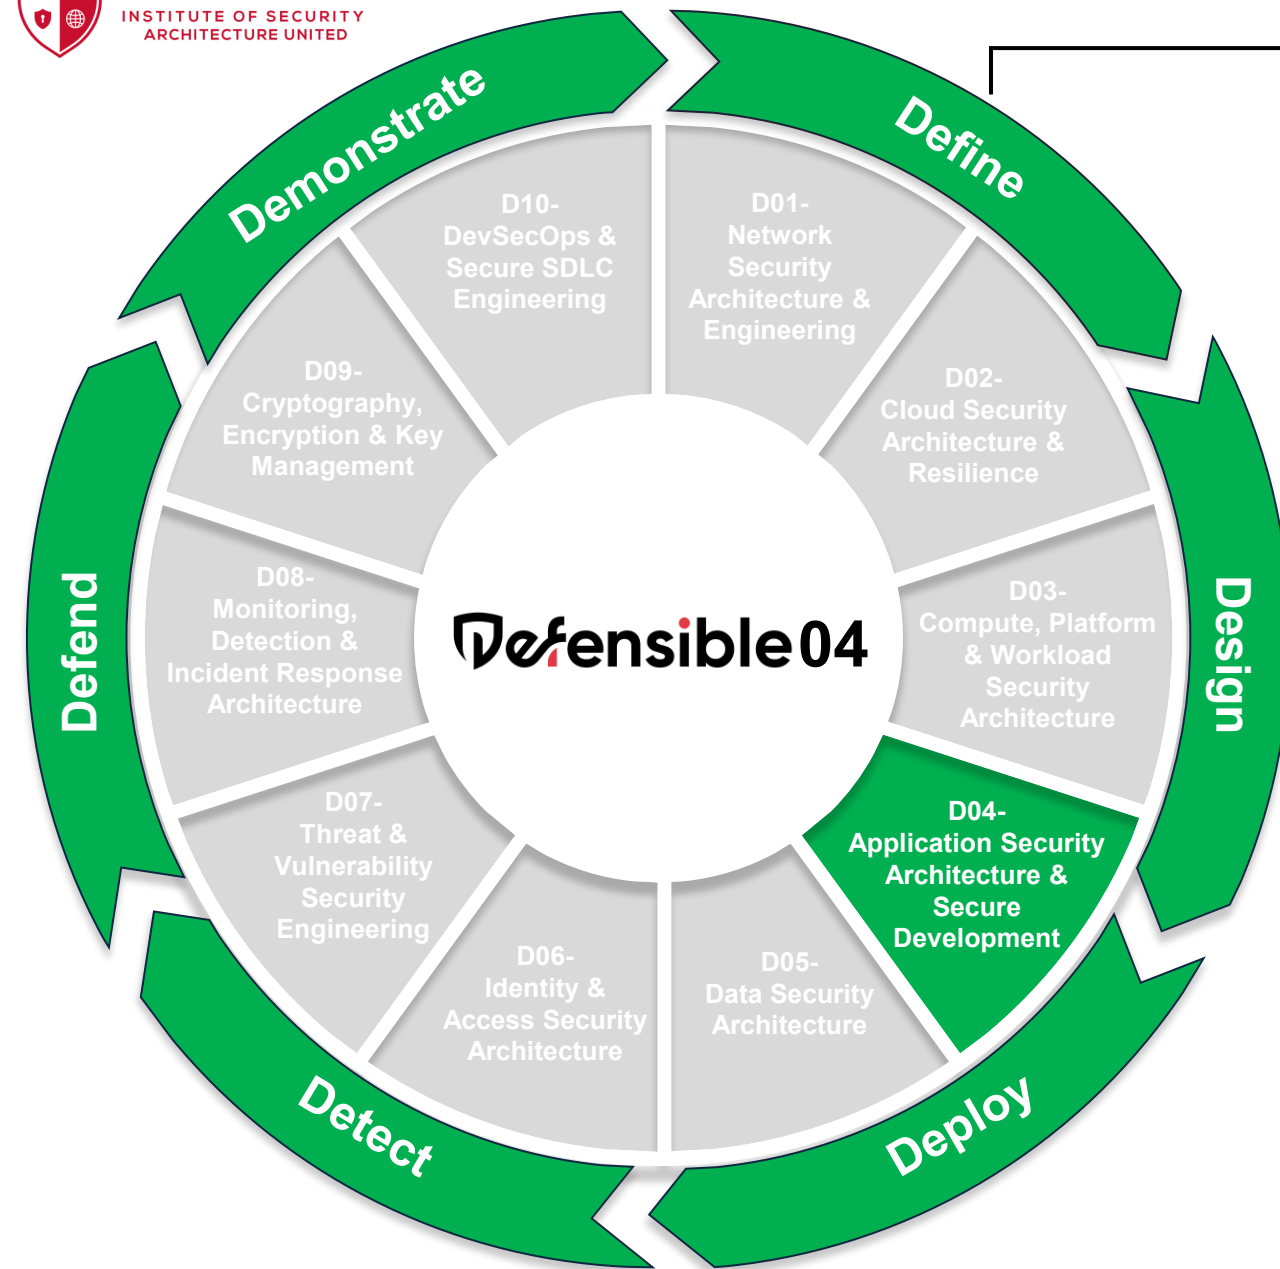 INSTITUTE OF SECURITY
ARCHITECTURE UNITED
Define
Design
Deploy
Detect
Defend
Demonstrate
D01-
Network
Security
Architecture &
Engineering
D02-
Cloud Security
Architecture &
Resilience
D03-
Compute, Platform
& Workload
Security
Architecture
D04-
Application Security
Architecture &
Secure
Development
D05-
Data Security
Architecture
D06-
Identity &
Access Security
Architecture
D07-
Threat &
Vulnerability
Security
Engineering
D08-
Monitoring,
Detection &
Incident Response
Architecture
D09-
Cryptography,
Encryption & Key
Management
D10-
DevSecOps &
Secure SDLC
Engineering
Defensible 04